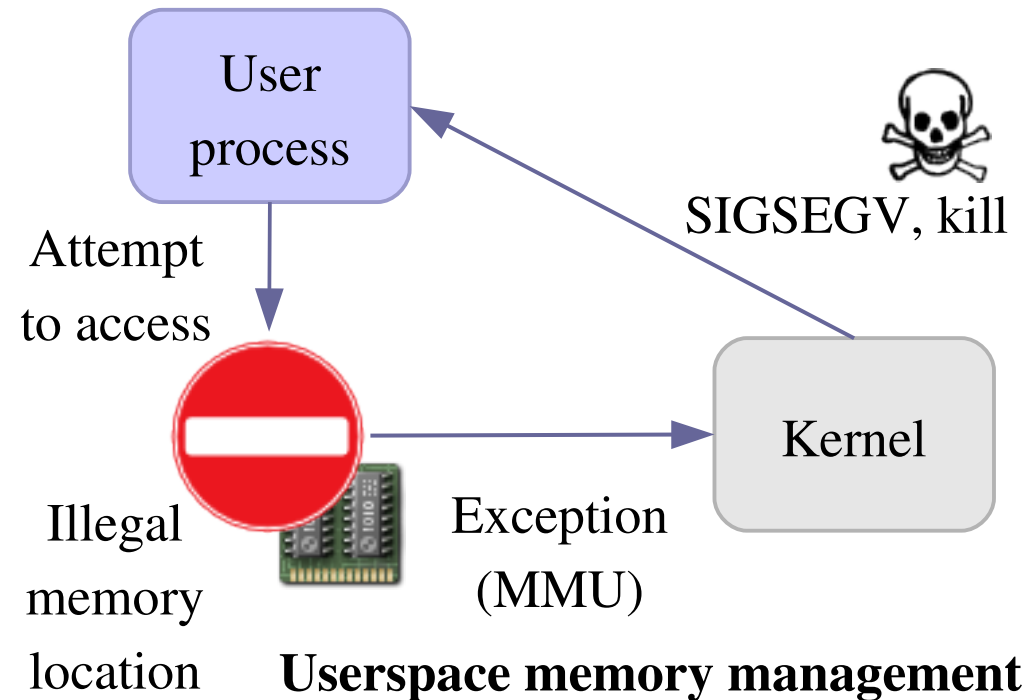 User
process
SIGSEGV, kill
Attempt
to access
Kernel
Illegal
memory
location
Exception
(MMU)
Userspace memory management